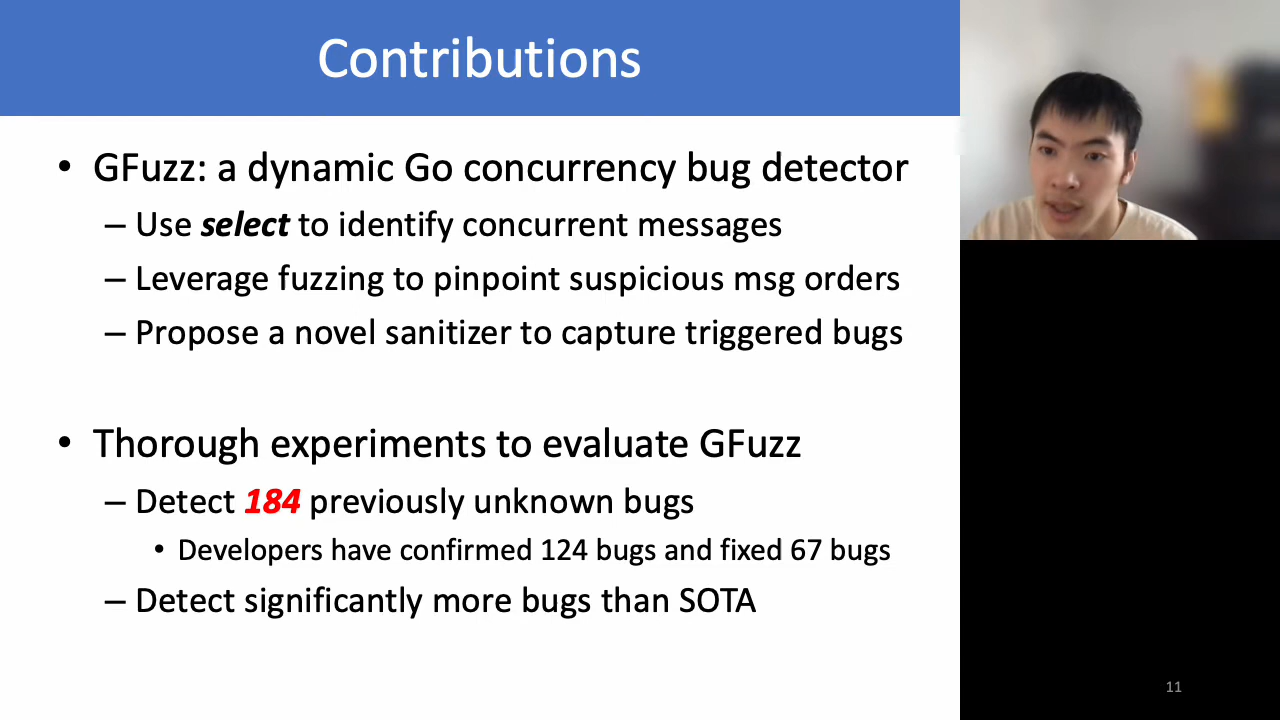 Contributions
• GFuzz: a dynamic Go concurrency bug detector
– Use select to identify concurrent messages
– Leverage fuzzing to pinpoint suspicious msg orders
– Propose a novel sanitizer to capture triggered bugs
• Thorough experiments to evaluate GFuzz
– Detect 184 previously unknown bugs
• Developers have confirmed 124 bugs and fixed 67 bugs
– Detect significantly more bugs than SOTA
11